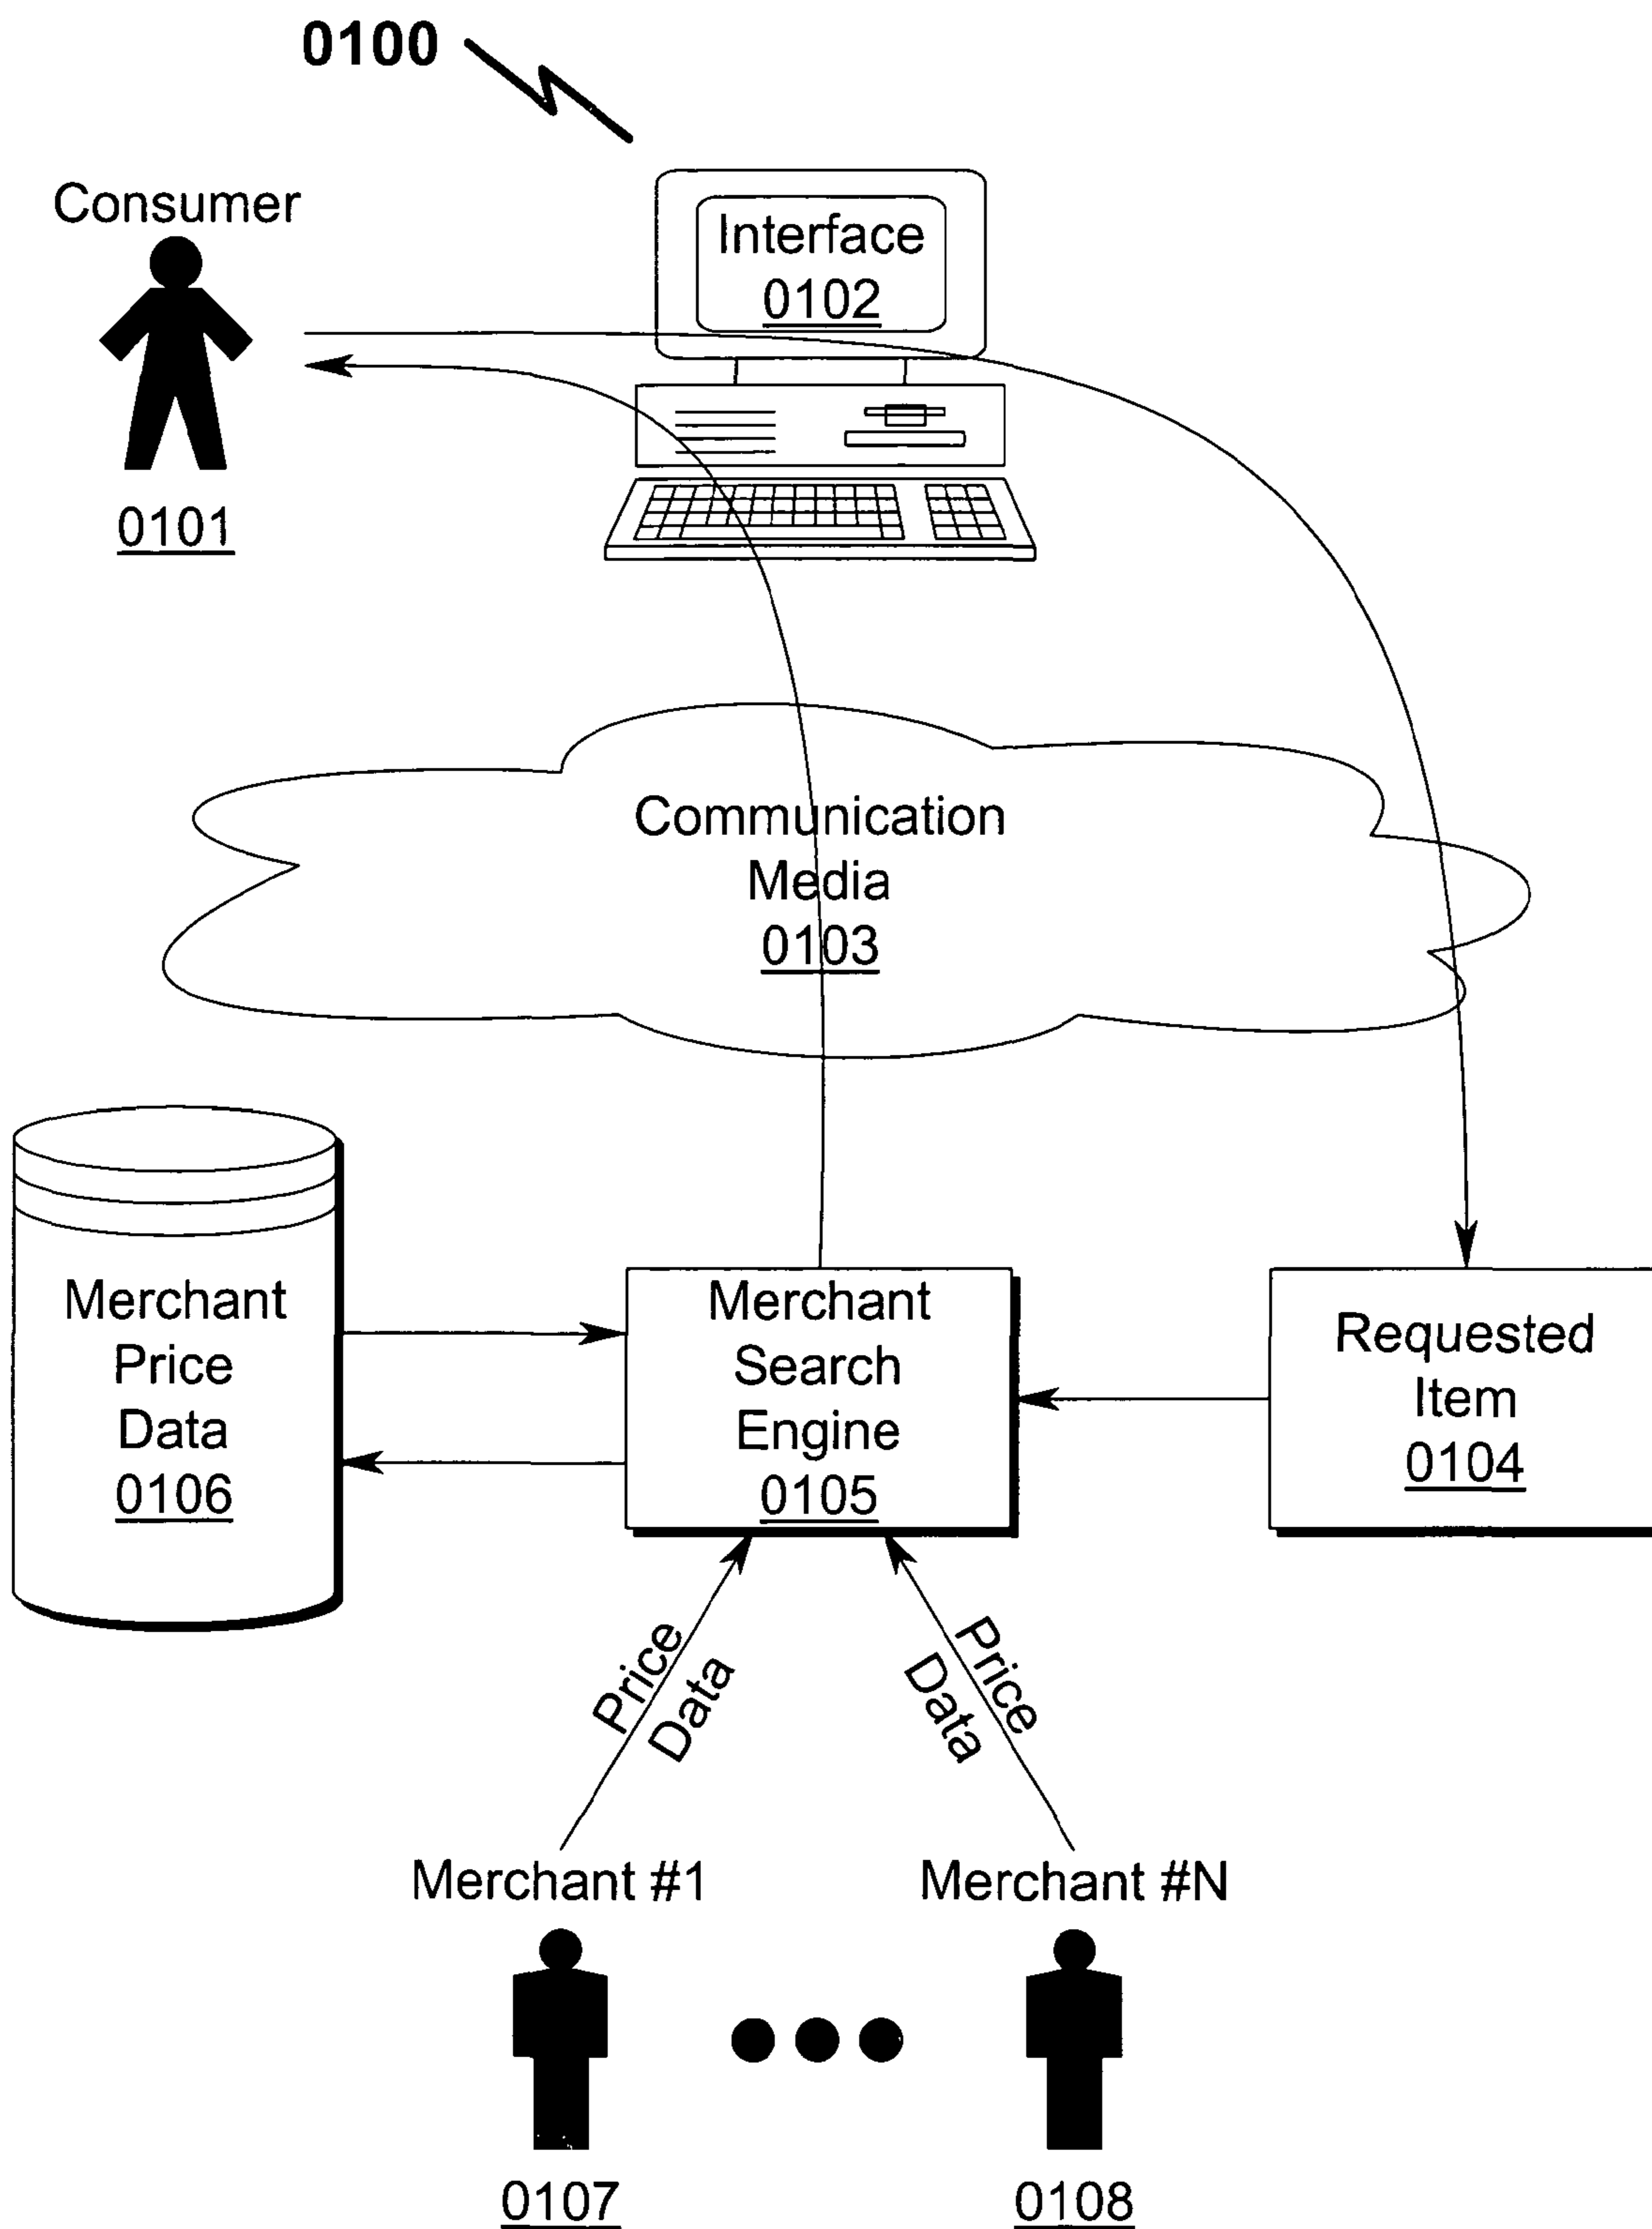 0100
Consumer
0101
Interface
0102
Communication
Media
0103
Merchant
Price
Data
0106
Merchant
Search
Engine
0105
Requested
Item
0104
Price
Data
Price
Data
Merchant #1
Merchant #N
0107
0108